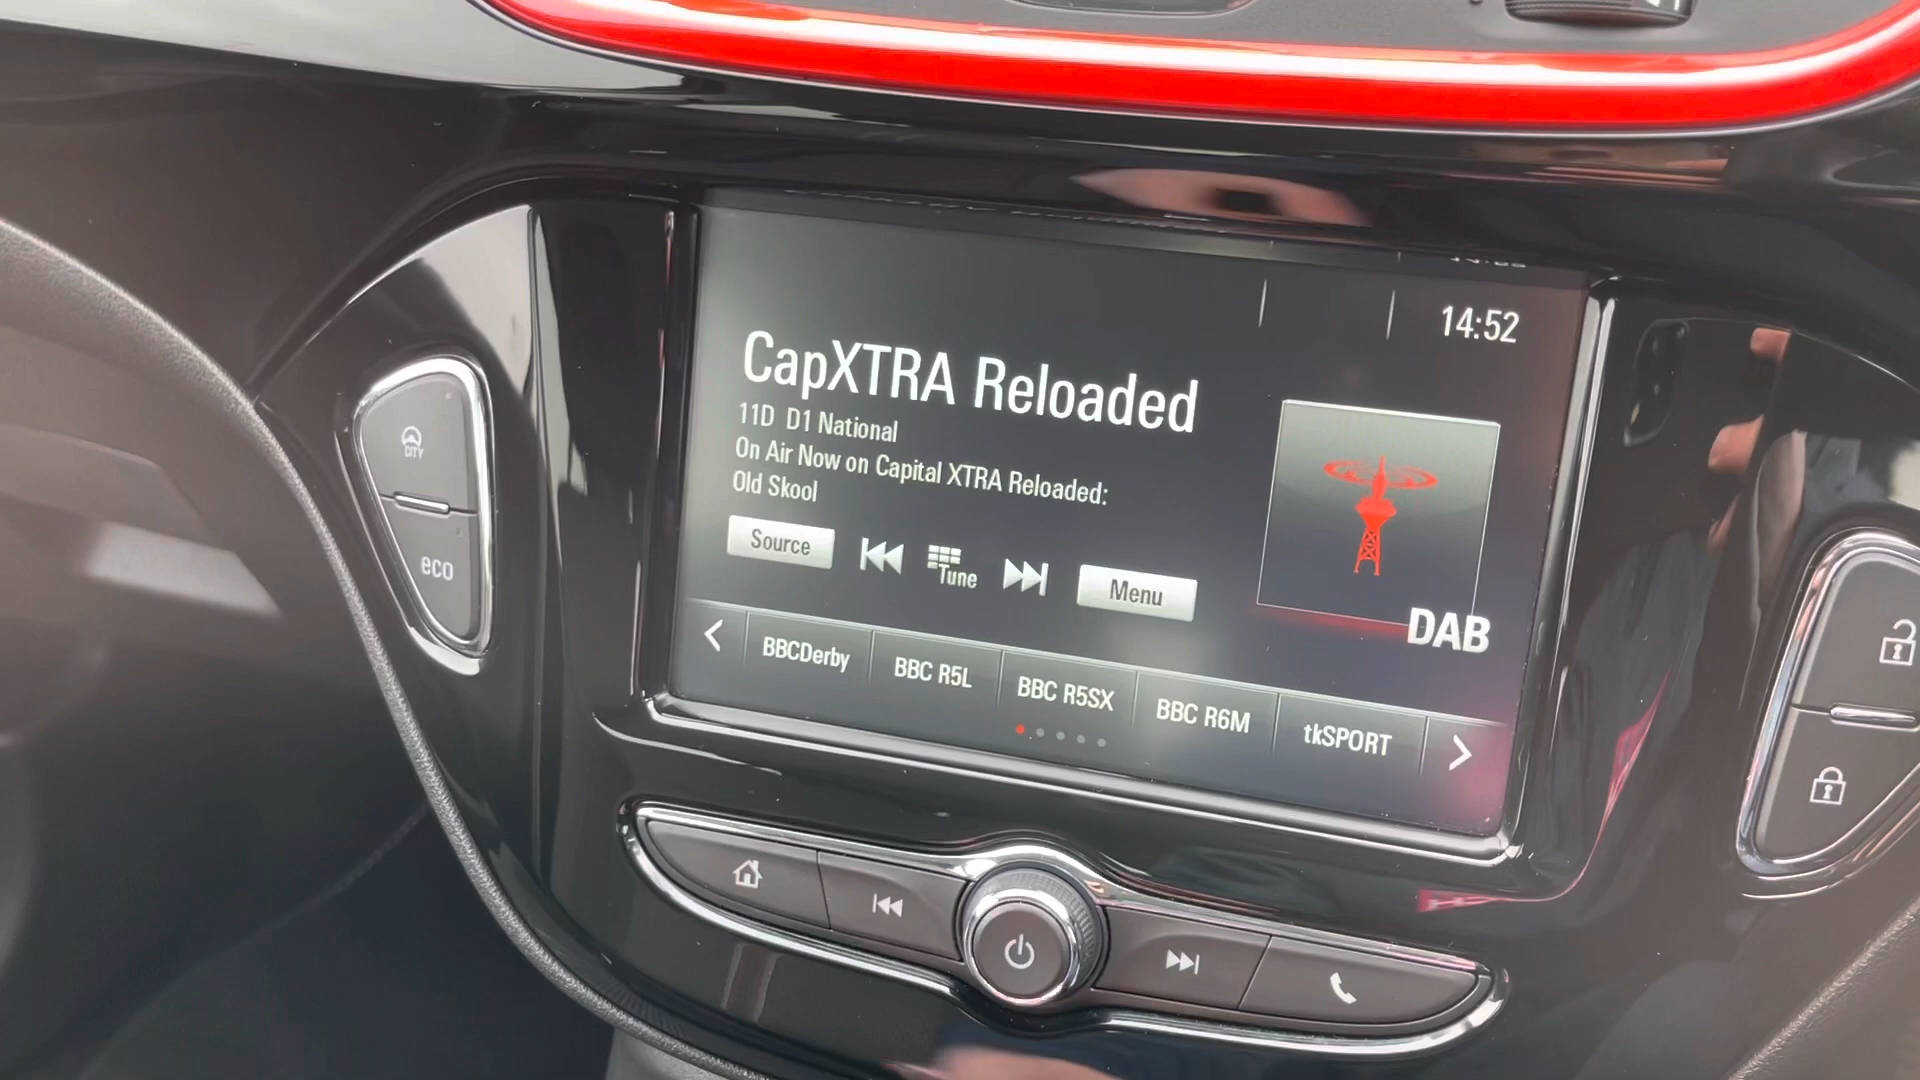 14:52
CapXTRA Reloaded
11D D1 National
On Air Now on Capital XTRA Reloaded:
Old Skool
Source
Tune
Menu
DAB
BBCDerby
BBC R5L
BBC R5SX
BBC R6M
tkSPORT
CITY
eco